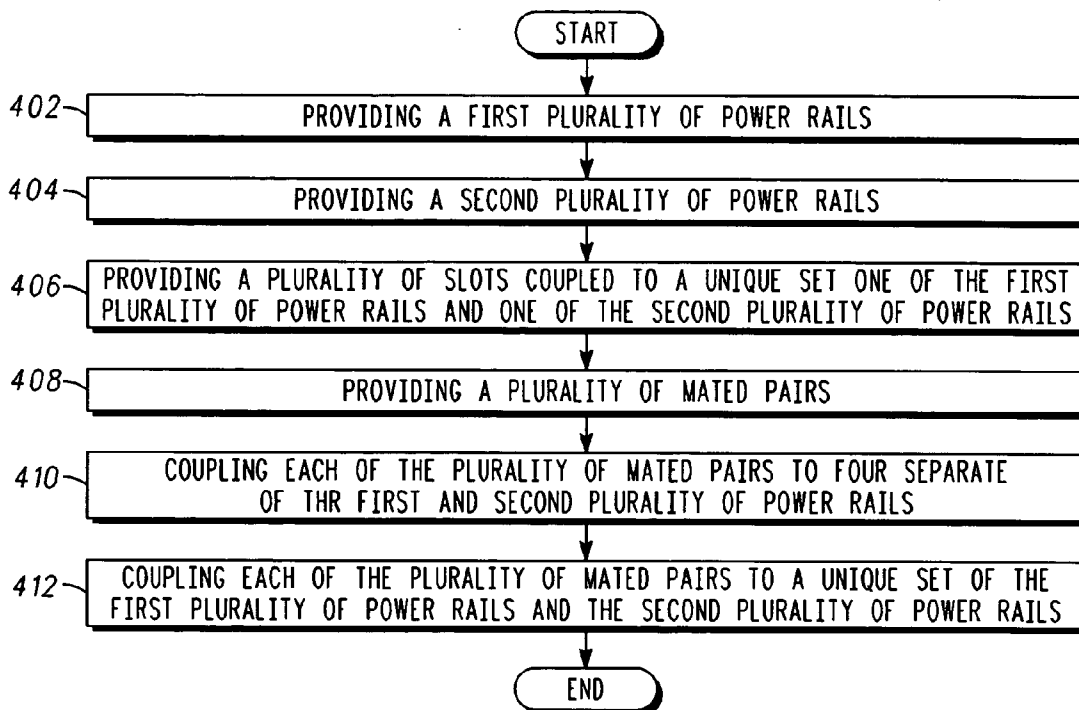 START
402
PROVIDING A FIRST PLURALITY OF POWER RAILS
404
PROVIDING A SECOND PLURALITY OF POWER RAILS
406
PROVIDING A PLURALITY OF SLOTS COUPLED TO A UNIQUE SET ONE OF THE FIRST
PLURALITY OF POWER RAILS AND ONE OF THE SECOND PLURALITY OF POWER RAILS
408
PROVIDING A PLURALITY OF MATED PAIRS
410
COUPLING EACH OF THE PLURALITY OF MATED PAIRS TO FOUR SEPARATE
OF THR FIRST AND SECOND PLURALITY OF POWER RAILS
412
COUPLING EACH OF THE PLURALITY OF MATED PAIRS TO A UNIQUE SET OF THE
FIRST PLURALITY OF POWER RAILS AND THE SECOND PLURALITY OF POWER RAILS
END